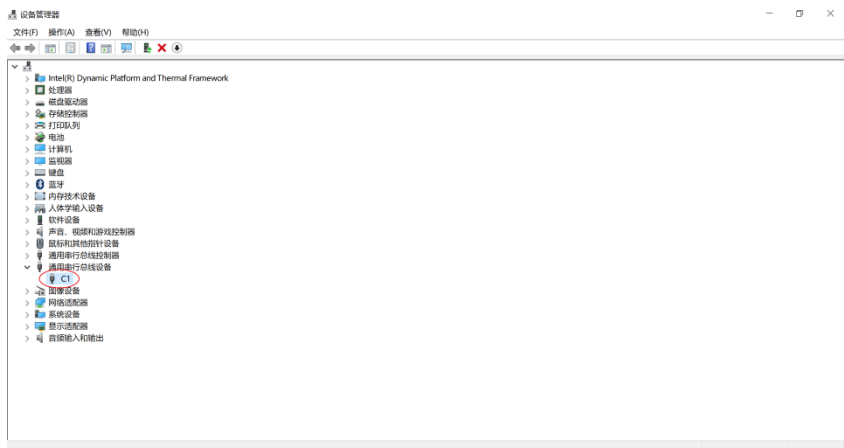 设备管理器
文件(F) 操作(A) 查看(V) 帮助(H)
Intel(R) Dynamic Platform and Thermal Framework
处理器
磁盘驱动器
存储控制器
打印队列
电池
计算机
监视器
键盘
蓝牙
内存技术设备
人体学输入设备
软件设备
声音、视频和游戏控制器
鼠标和其他指针设备
通用串行总线控制器
通用串行总线设备
C1
图像设备
网络适配器
系统设备
显示适配器
音频输入和输出